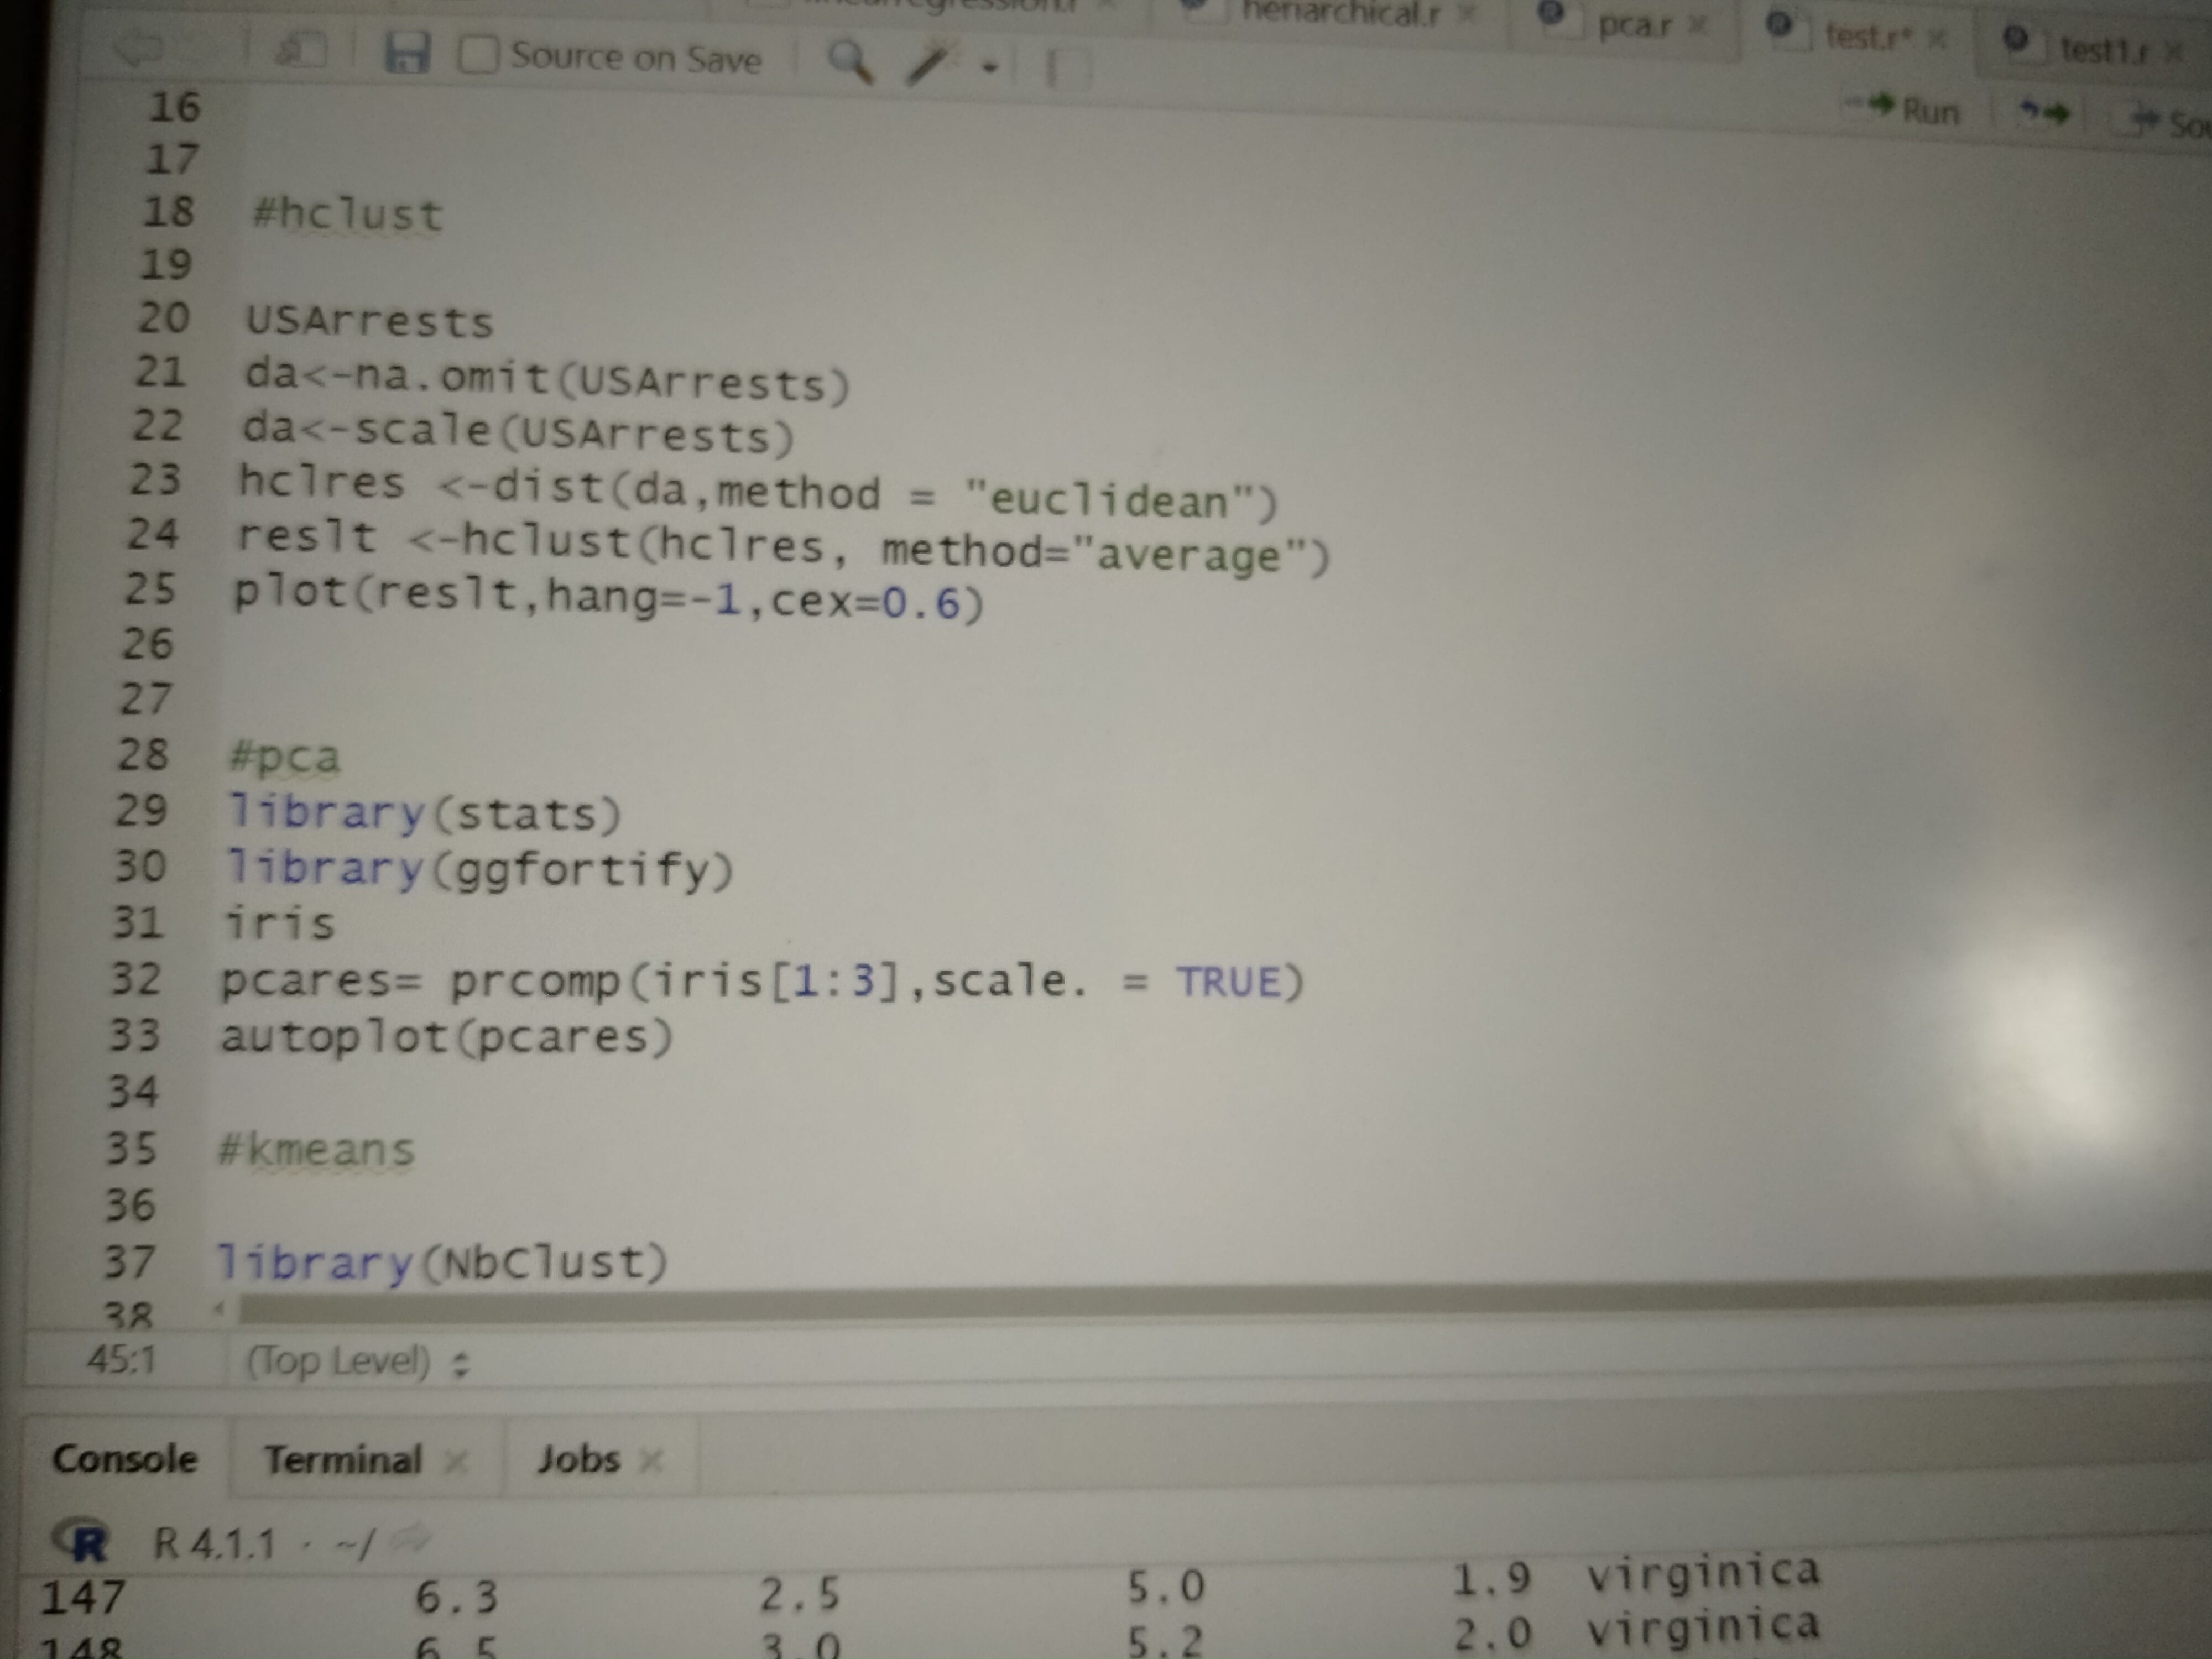 henarchical.r
pca.r
test.r*
test1.r
Source on Save
Run
16
17
18 #hclust
19
20 USArrests
21 da<-na.omit(USArrests)
22 da<-scale(USArrests)
23 hclres <-dist(da,method = "euclidean")
24 reslt <-hclust(hclres, method="average")
25 plot(reslt,hang=-1,cex=0.6)
26
27
28 #pca
29 library(stats)
30 library(ggfortify)
31 iris
32 pcares= prcomp(iris[1:3],scale. = TRUE)
33 autoplot(pcares)
34
35 #kmeans
36
37 library(NbClust)
38
45:1 (Top Level)
Console Terminal Jobs
R R 4.1.1 · ~/
147 6.3 2.5 5.0 1.9 virginica
148 6.5 3.0 5.2 2.0 virginica